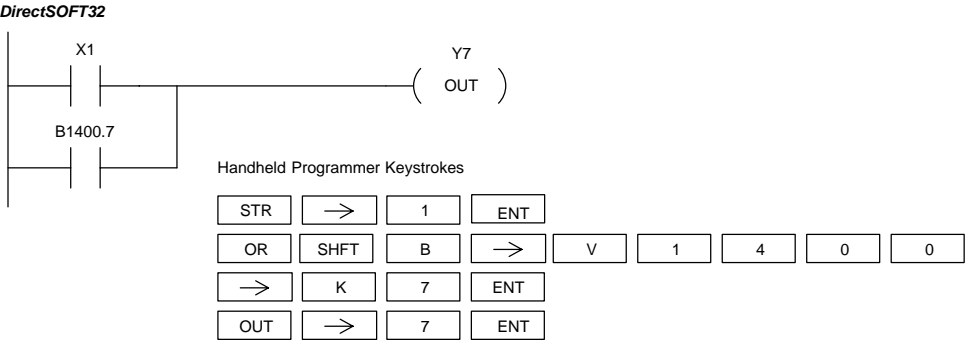 DirectSOFT32
X1
Y7
OUT
B1400.7
Handheld Programmer Keystrokes
STR → 1 ENT
OR SHFT B → V 1 4 0 0
→ K 7 ENT
OUT → 7 ENT